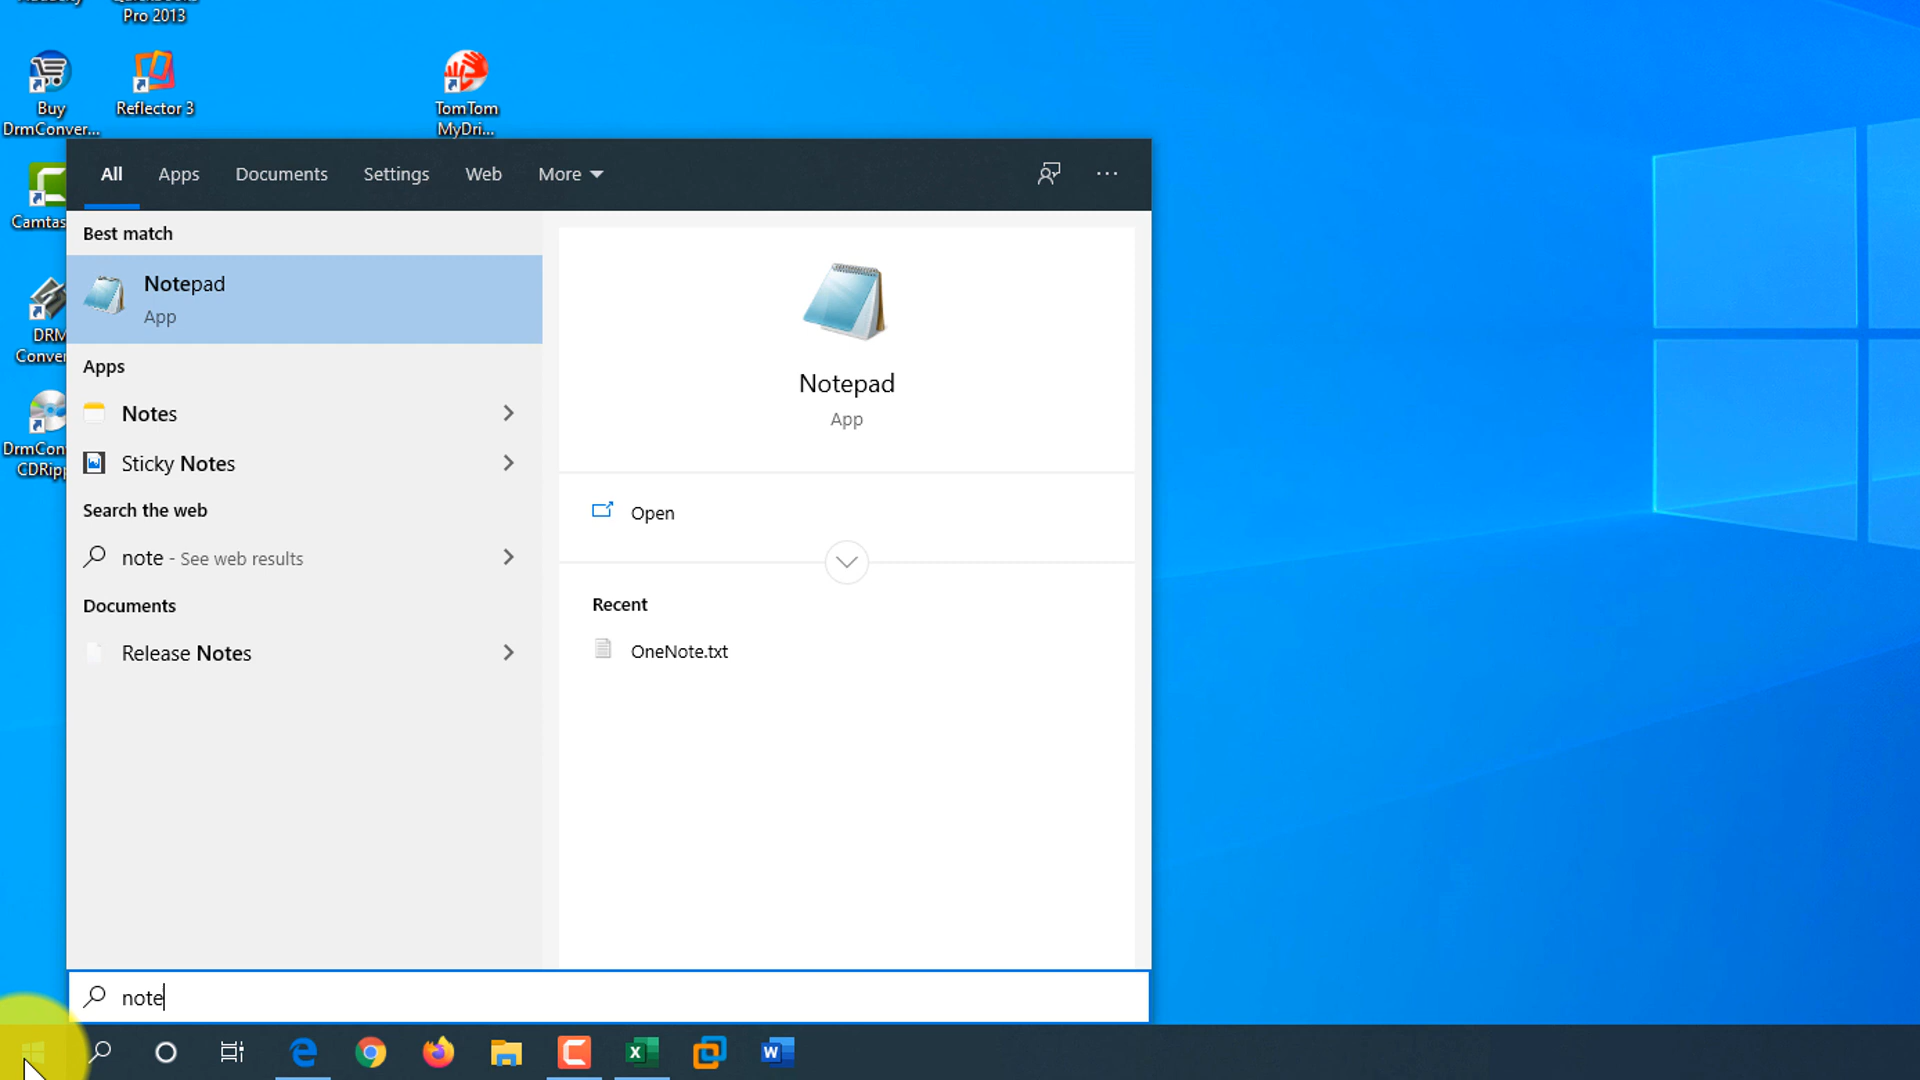 Pro 2013
Buy
DrmConver...
Reflector 3
TomTom
MyDri...
Camtas
DRM
Conver
DrmCon
CDRipp
All Apps Documents Settings Web More
Best match
Notepad
App
Apps
Notes
Sticky Notes
Search the web
note - See web results
Documents
Release Notes
Notepad
App
Open
Recent
OneNote.txt
note